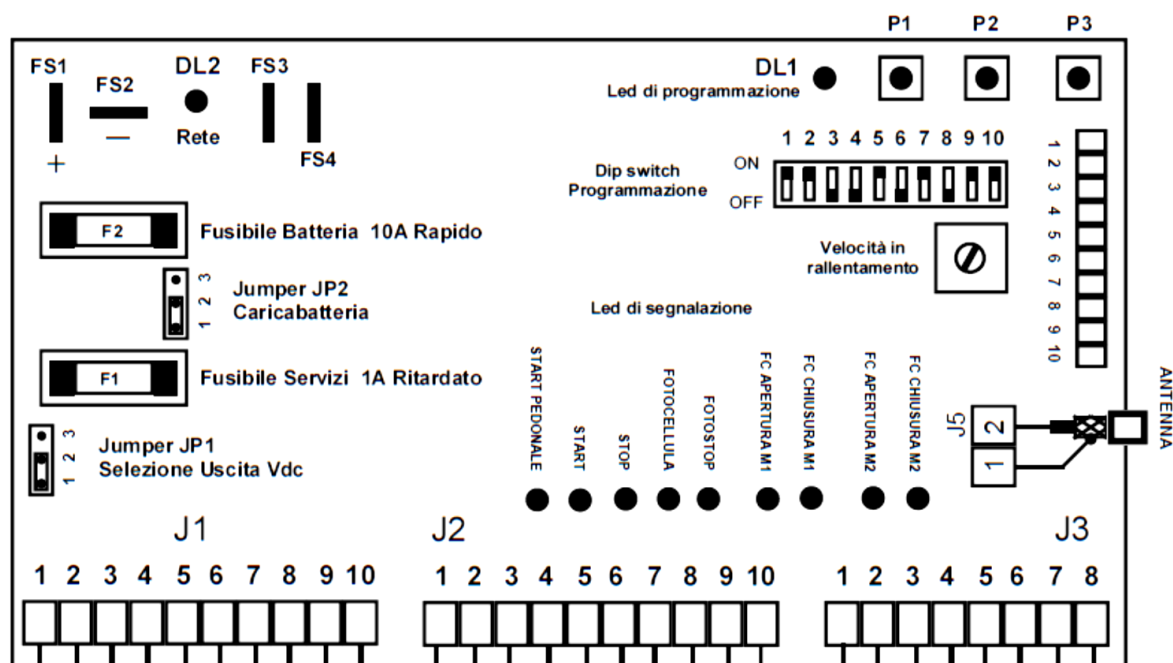 P1 P2 P3
FS1 FS2 DL2 FS3 DL1
Led di programmazione
— Rete
+ FS4
1 2 3 4 5 6 7 8 9 10
ON
Dip switch
Programmazione
OFF
1
2
3
4
5
6
7
8
9
10
F2 Fusibile Batteria 10A Rapido
Velocità in
rallentamento
1 2 3
Jumper JP2
Caricabatteria
Led di segnalazione
F1 Fusibile Servizi 1A Ritardato
START PEDONALE
START
STOP
FOTOCELLULA
FOTOSTOP
FC APERTURA M1
FC CHIUSURA M1
FC APERTURA M2
FC CHIUSURA M2
J5
2
1
ANTENNA
1 2 3
Jumper JP1
Selezione Uscita Vdc
J1 J2 J3
1 2 3 4 5 6 7 8 9 10
1 2 3 4 5 6 7 8 9 10
1 2 3 4 5 6 7 8